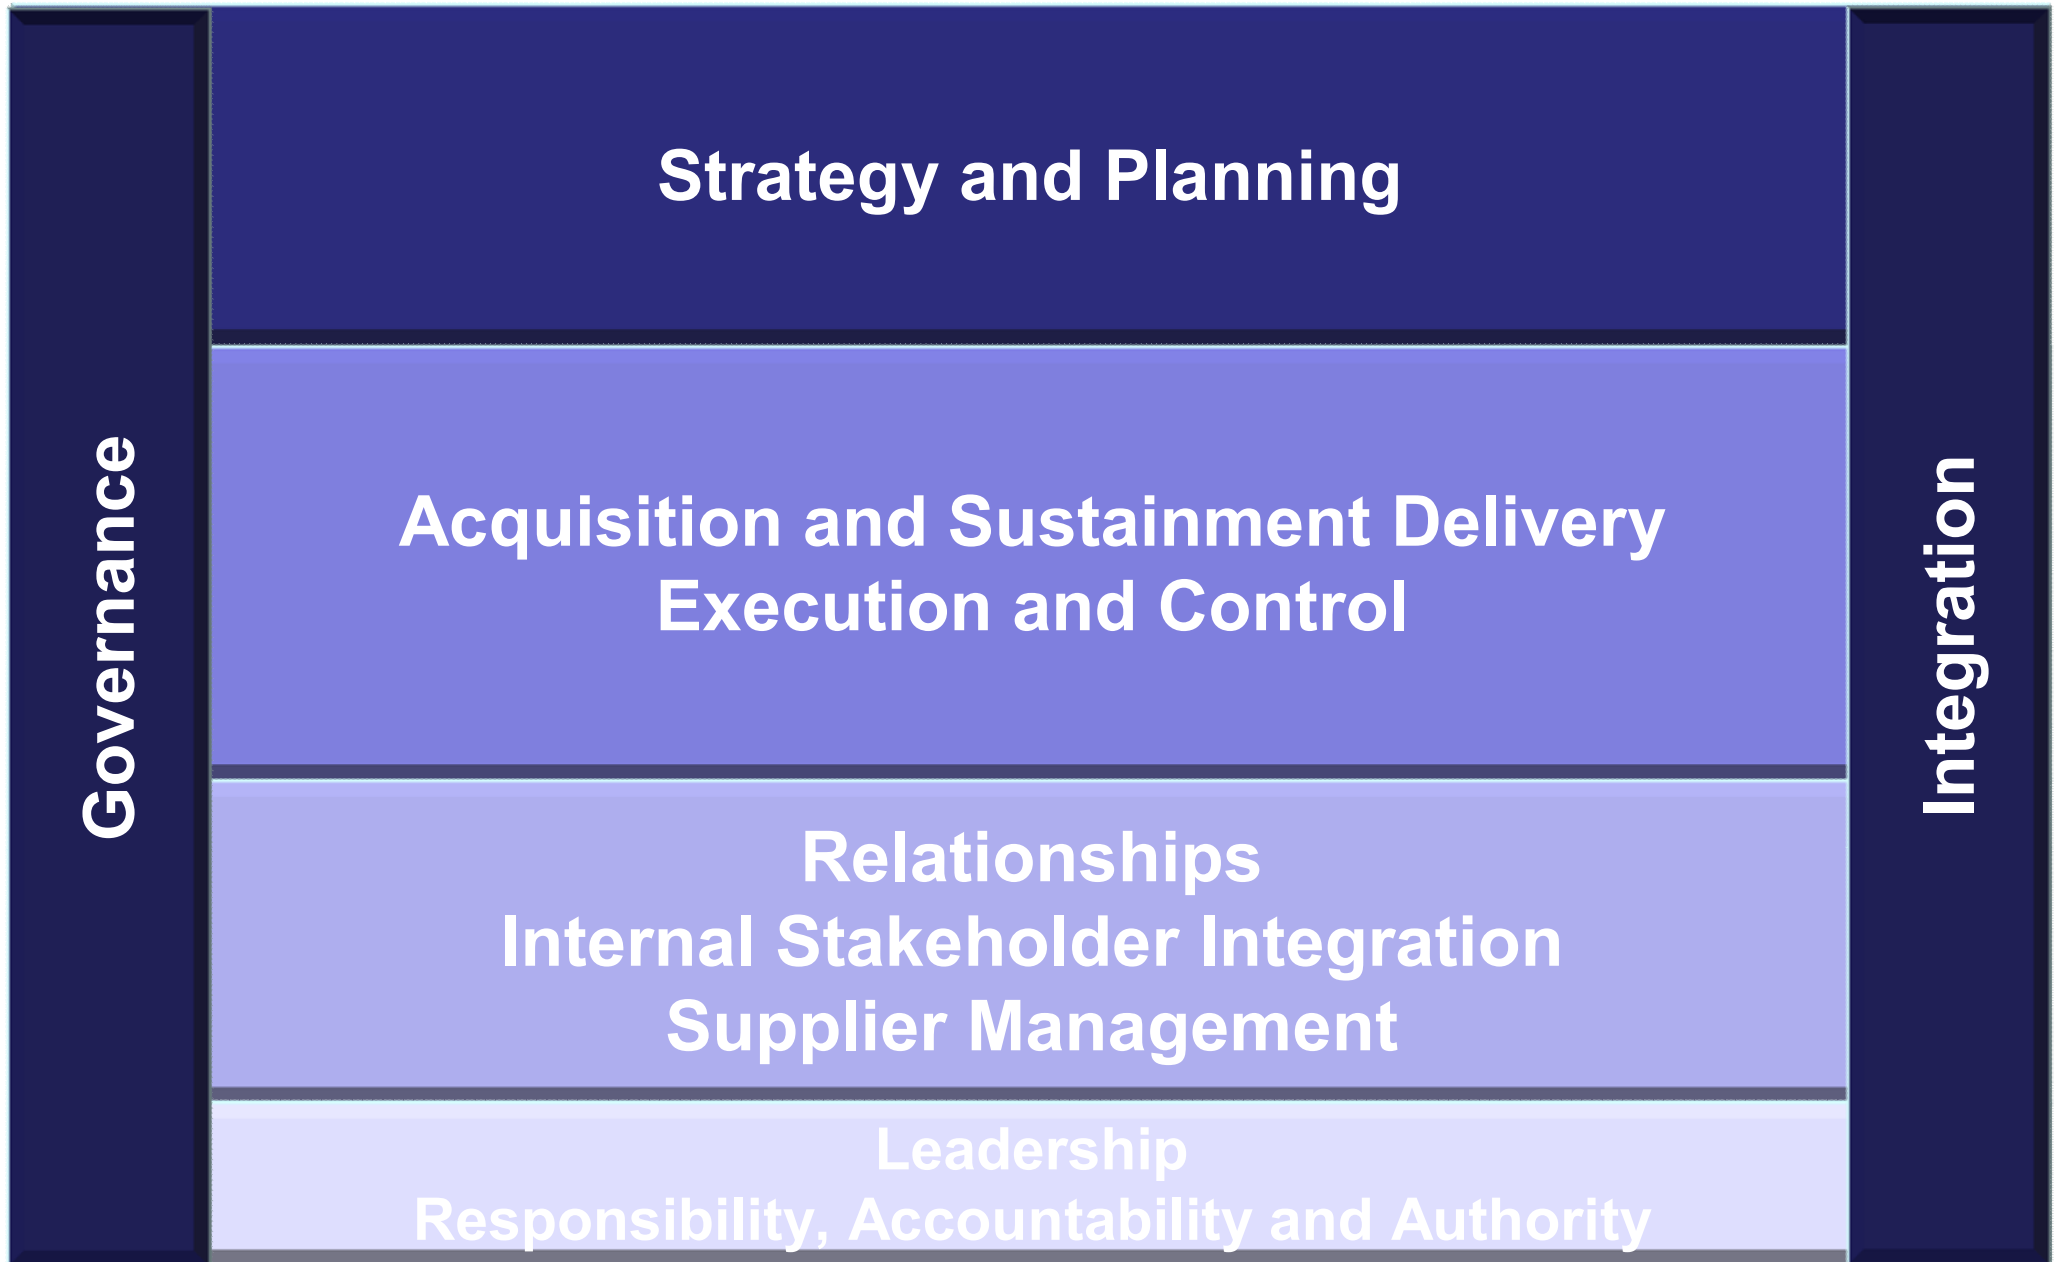 Governance
Strategy and Planning
Acquisition and Sustainment Delivery
Execution and Control
Relationships
Internal Stakeholder Integration
Supplier Management
Leadership
Responsibility, Accountability and Authority
Integration